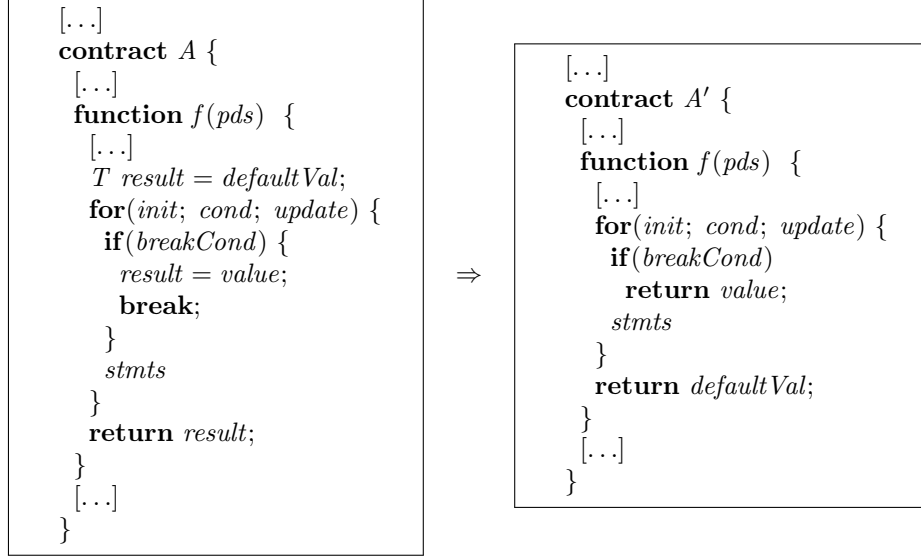 [...]
contract A {
[...]
function f(pds) {
[...]
T result = defaultVal;
for(init; cond; update) {
if(breakCond) {
result = value;
break;
}
stmts
}
return result;
}
[...]
}
⇒
[...]
contract A′ {
[...]
function f(pds) {
[...]
for(init; cond; update) {
if(breakCond)
return value;
stmts
}
return defaultVal;
}
[...]
}